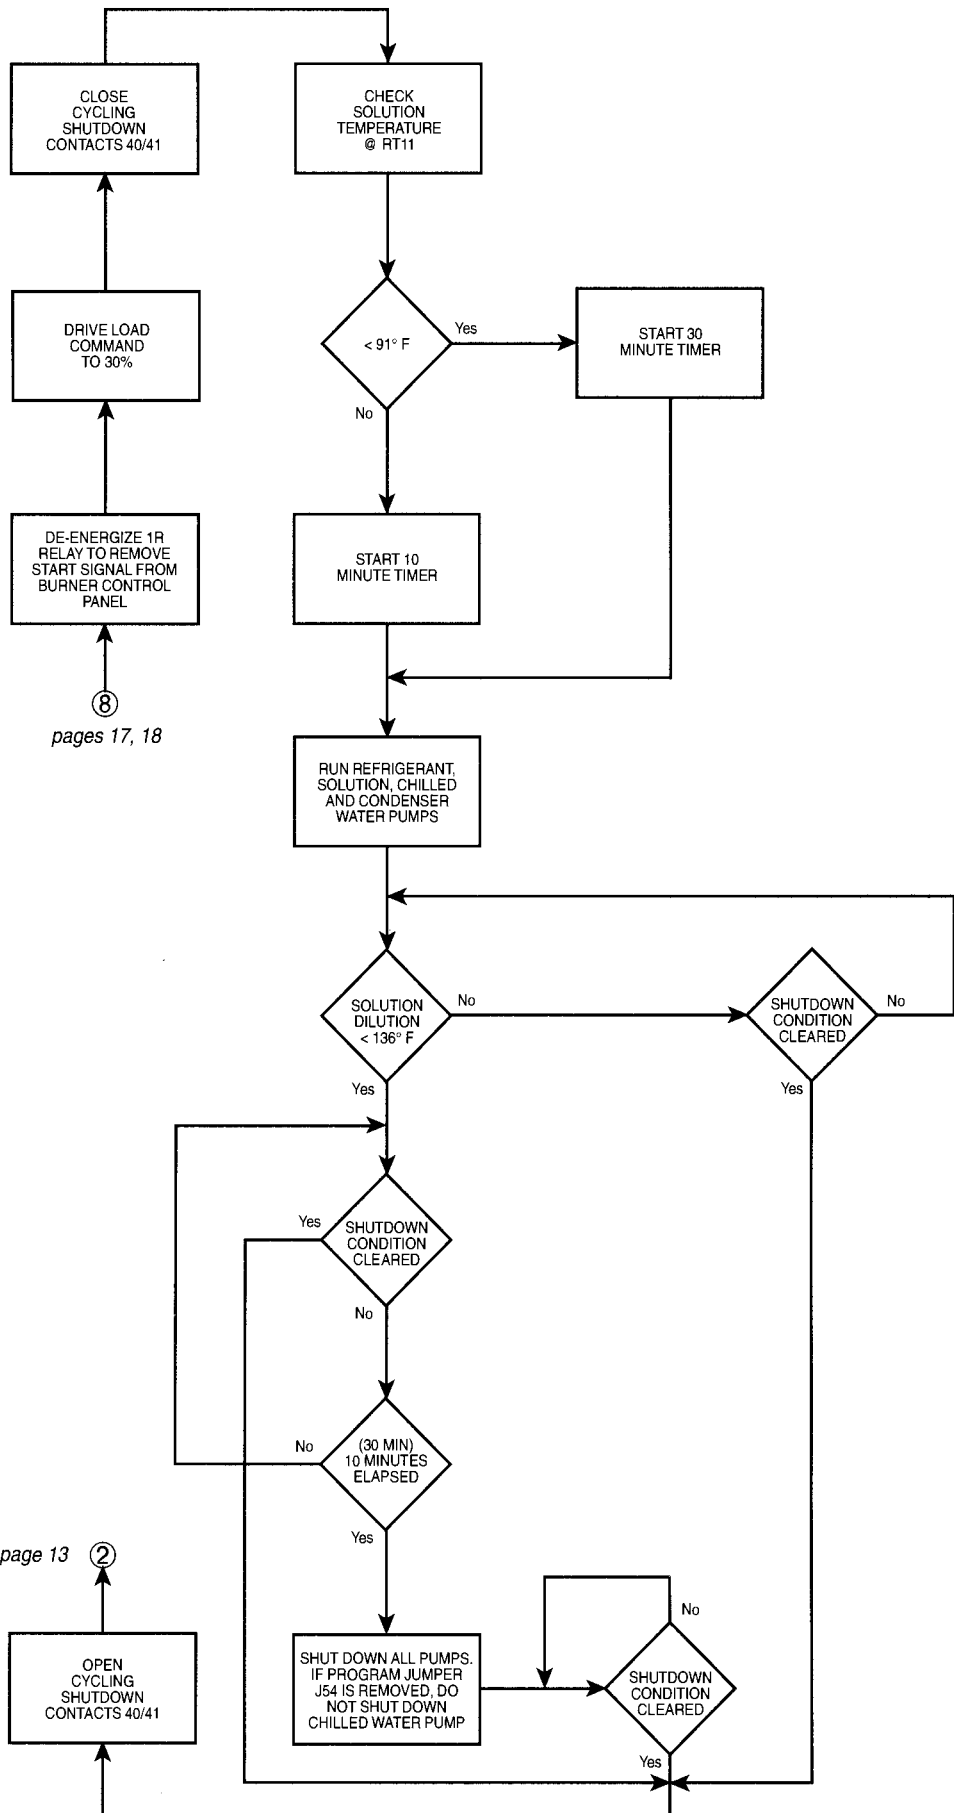 CLOSE
CYCLING
SHUTDOWN
CONTACTS 40/41
CHECK
SOLUTION
TEMPERATURE
@ RT11
DRIVE LOAD
COMMAND
TO 30%
< 91° F
Yes
No
START 30
MINUTE TIMER
DE-ENERGIZE 1R
RELAY TO REMOVE
START SIGNAL FROM
BURNER CONTROL
PANEL
START 10
MINUTE TIMER
8
pages 17, 18
RUN REFRIGERANT,
SOLUTION, CHILLED
AND CONDENSER
WATER PUMPS
SOLUTION
DILUTION
< 136° F
No
Yes
SHUTDOWN
CONDITION
CLEARED
No
Yes
SHUTDOWN
CONDITION
CLEARED
Yes
No
(30 MIN)
10 MINUTES
ELAPSED
No
Yes
page 13 2
OPEN
CYCLING
SHUTDOWN
CONTACTS 40/41
SHUT DOWN ALL PUMPS.
IF PROGRAM JUMPER
J54 IS REMOVED, DO
NOT SHUT DOWN
CHILLED WATER PUMP
SHUTDOWN
CONDITION
CLEARED
No
Yes